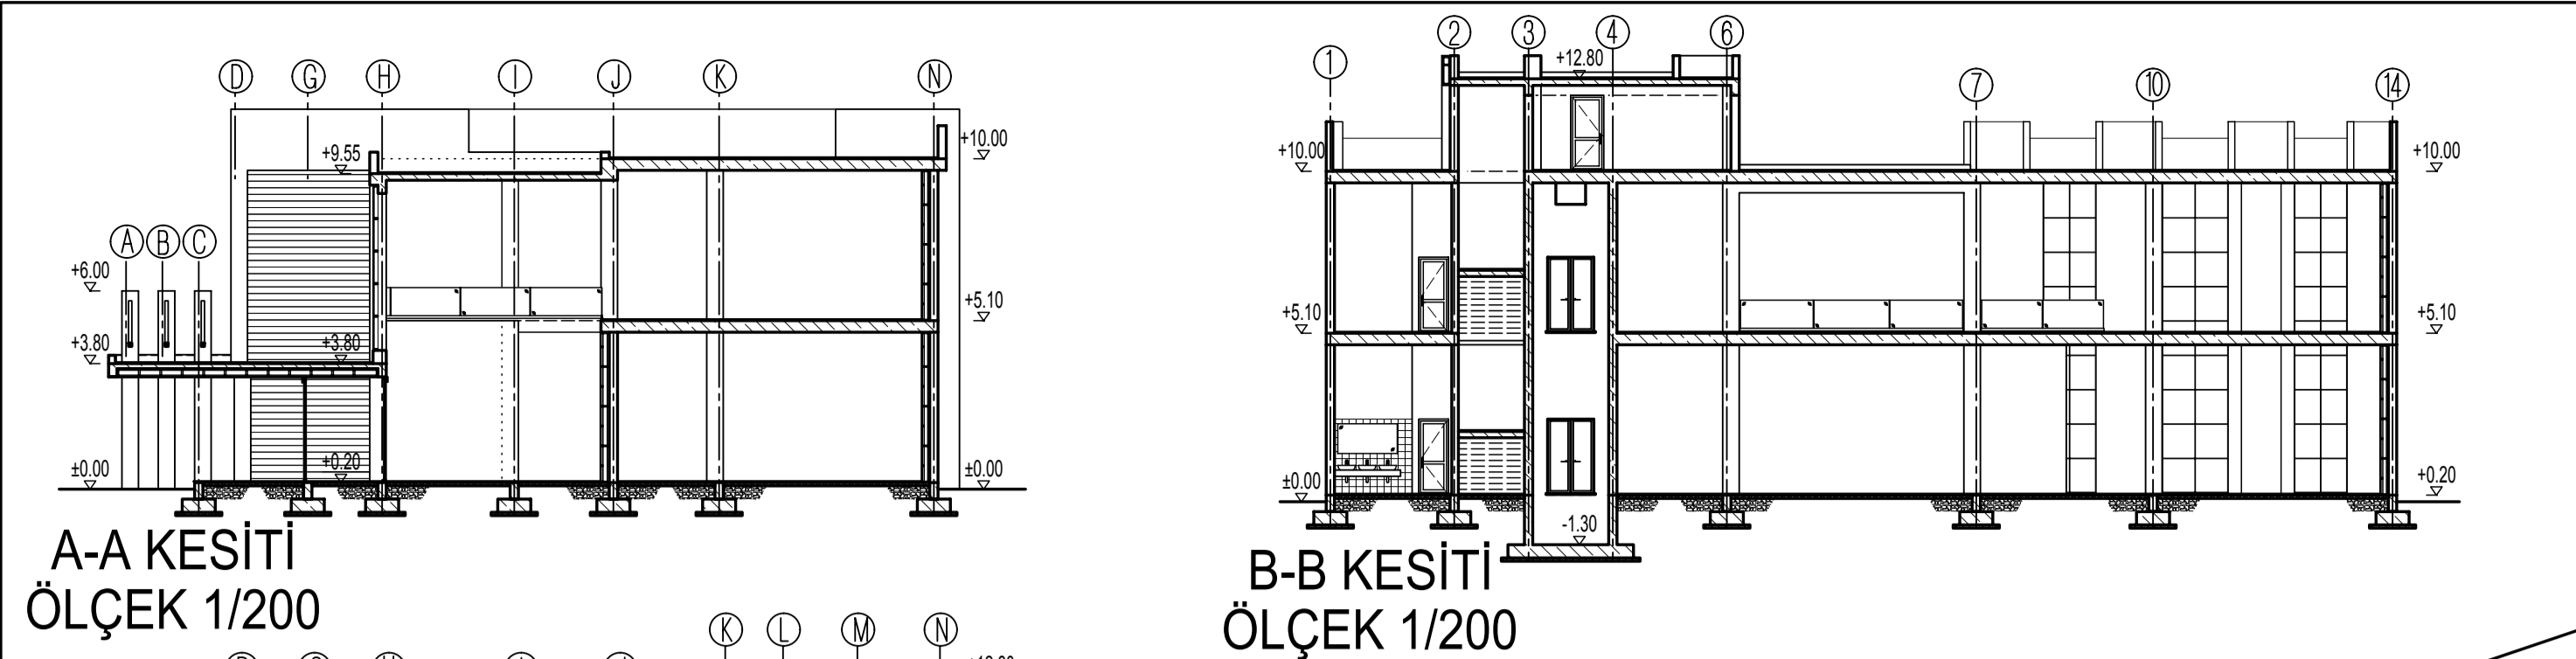 D G H I J K N
+10.00
+9.55
A B C
+6.00
+5.10
+3.80
+3.80
±0.00
+0.20
±0.00
A-A KESİTİ
ÖLÇEK 1/200
K L M N
1 2 3 4 6 7 10 14
+12.80
+10.00
+10.00
+5.10
+5.10
±0.00
+0.20
-1.30
B-B KESİTİ
ÖLÇEK 1/200